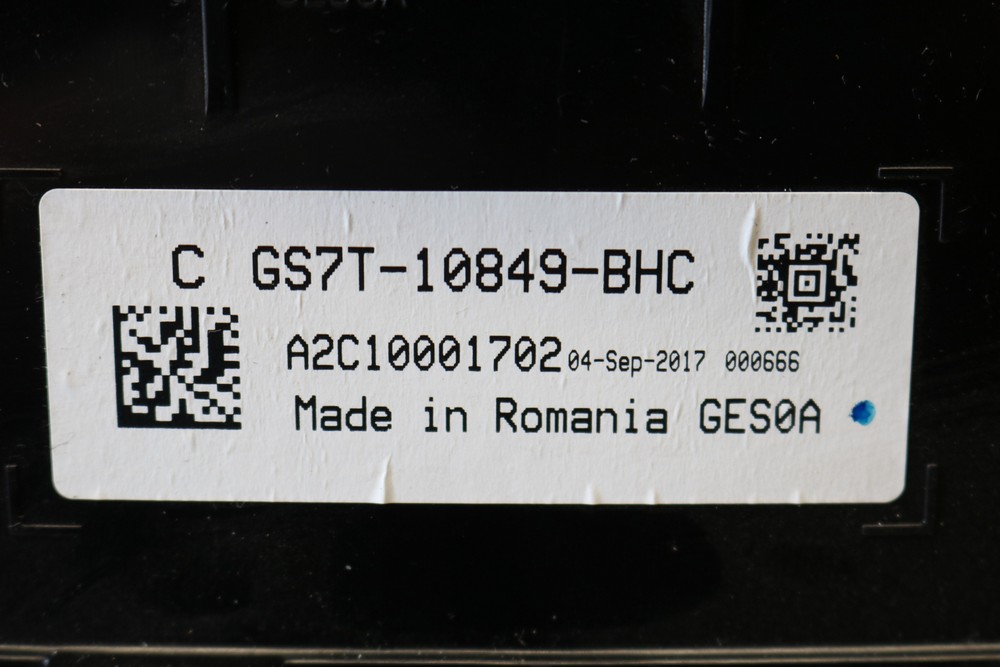 C GS7T-10849-BHC
A2C10001702 04-Sep-2017 000666
Made in Romania GES0A